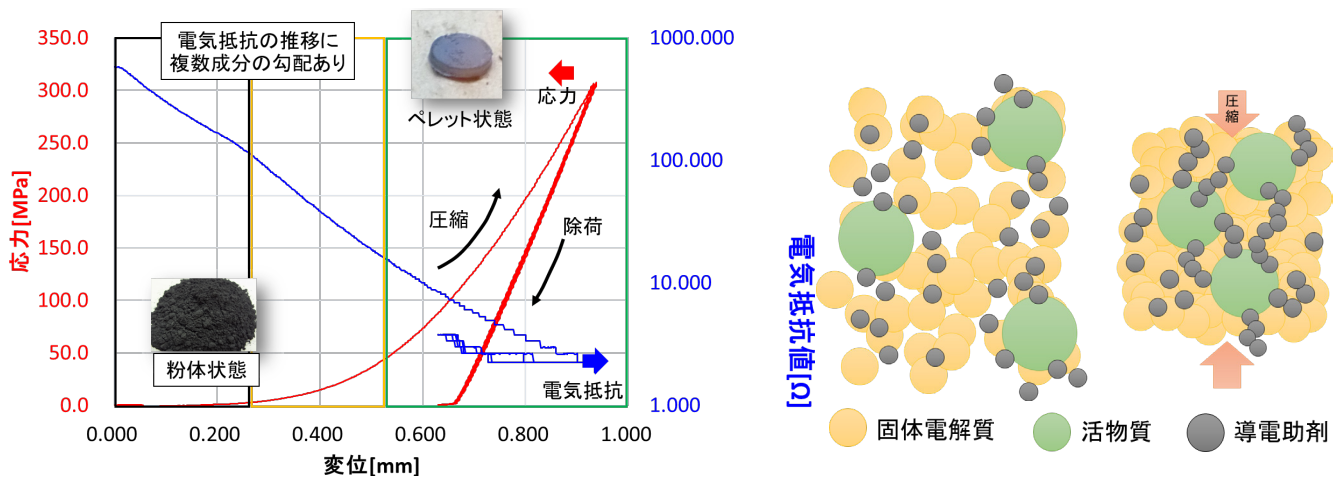 電気抵抗の推移に
複数成分の勾配あり
350.0
300.0
250.0
200.0
150.0
100.0
50.0
0.0
応力[MPa]
0.000
0.200
0.400
0.600
0.800
1.000
変位[mm]
1000.000
100.000
10.000
1.000
電気抵抗値[Ω]
ペレット状態
応力
圧縮
除荷
粉体状態
電気抵抗
圧
縮
固体電解質
活物質
導電助剤